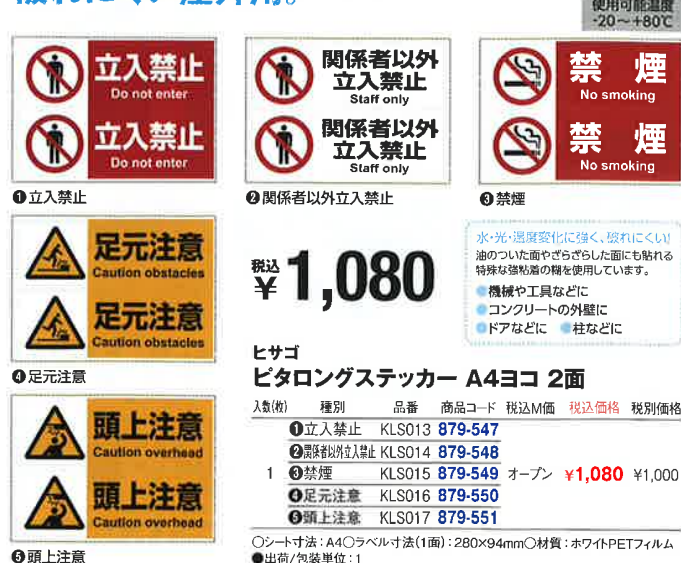 使用可能温度
-20～+80℃
立入禁止
Do not enter
立入禁止
Do not enter
❶立入禁止
関係者以外
立入禁止
Staff only
関係者以外
立入禁止
Staff only
❷関係者以外立入禁止
禁 煙
No smoking
禁 煙
No smoking
❸禁煙
足元注意
Caution obstacles
足元注意
Caution obstacles
❹足元注意
頭上注意
Caution overhead
頭上注意
Caution overhead
❺頭上注意
税込
¥1,080
水・光・温度変化に強く、破れにくい!
油のついた面やざらざらした面にも貼れる
特殊な強粘着の糊を使用しています。
●機械や工具などに
●コンクリートの外壁に
●ドアなどに ●柱などに
ヒサゴ
ピタロングステッカー A4ヨコ 2面
入数(枚) 種別 品番 商品コード 税込M価 税込価格 税別価格
❶立入禁止 KLS013 879-547
❷関係者以外立入禁止 KLS014 879-548
1 ❸禁煙 KLS015 879-549 オープン ¥1,080 ¥1,000
❹足元注意 KLS016 879-550
❺頭上注意 KLS017 879-551
○シート寸法：A4○ラベル寸法(1面)：280×94mm○材質：ホワイトPETフィルム
●出荷/包装単位：1